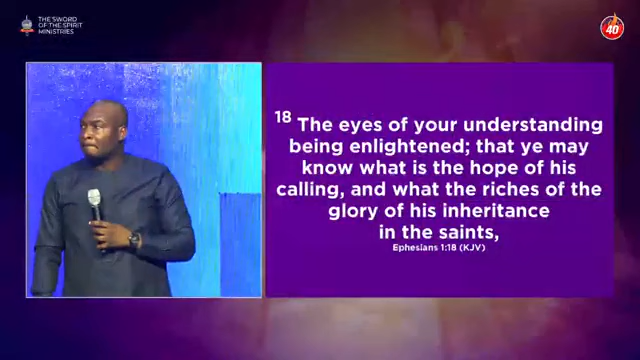 THE SWORD
OF THE SPIRIT
MINISTRIES
40
18 The eyes of your understanding
being enlightened; that ye may
know what is the hope of his
calling, and what the riches of the
glory of his inheritance
in the saints,
Ephesians 1:18 (KJV)